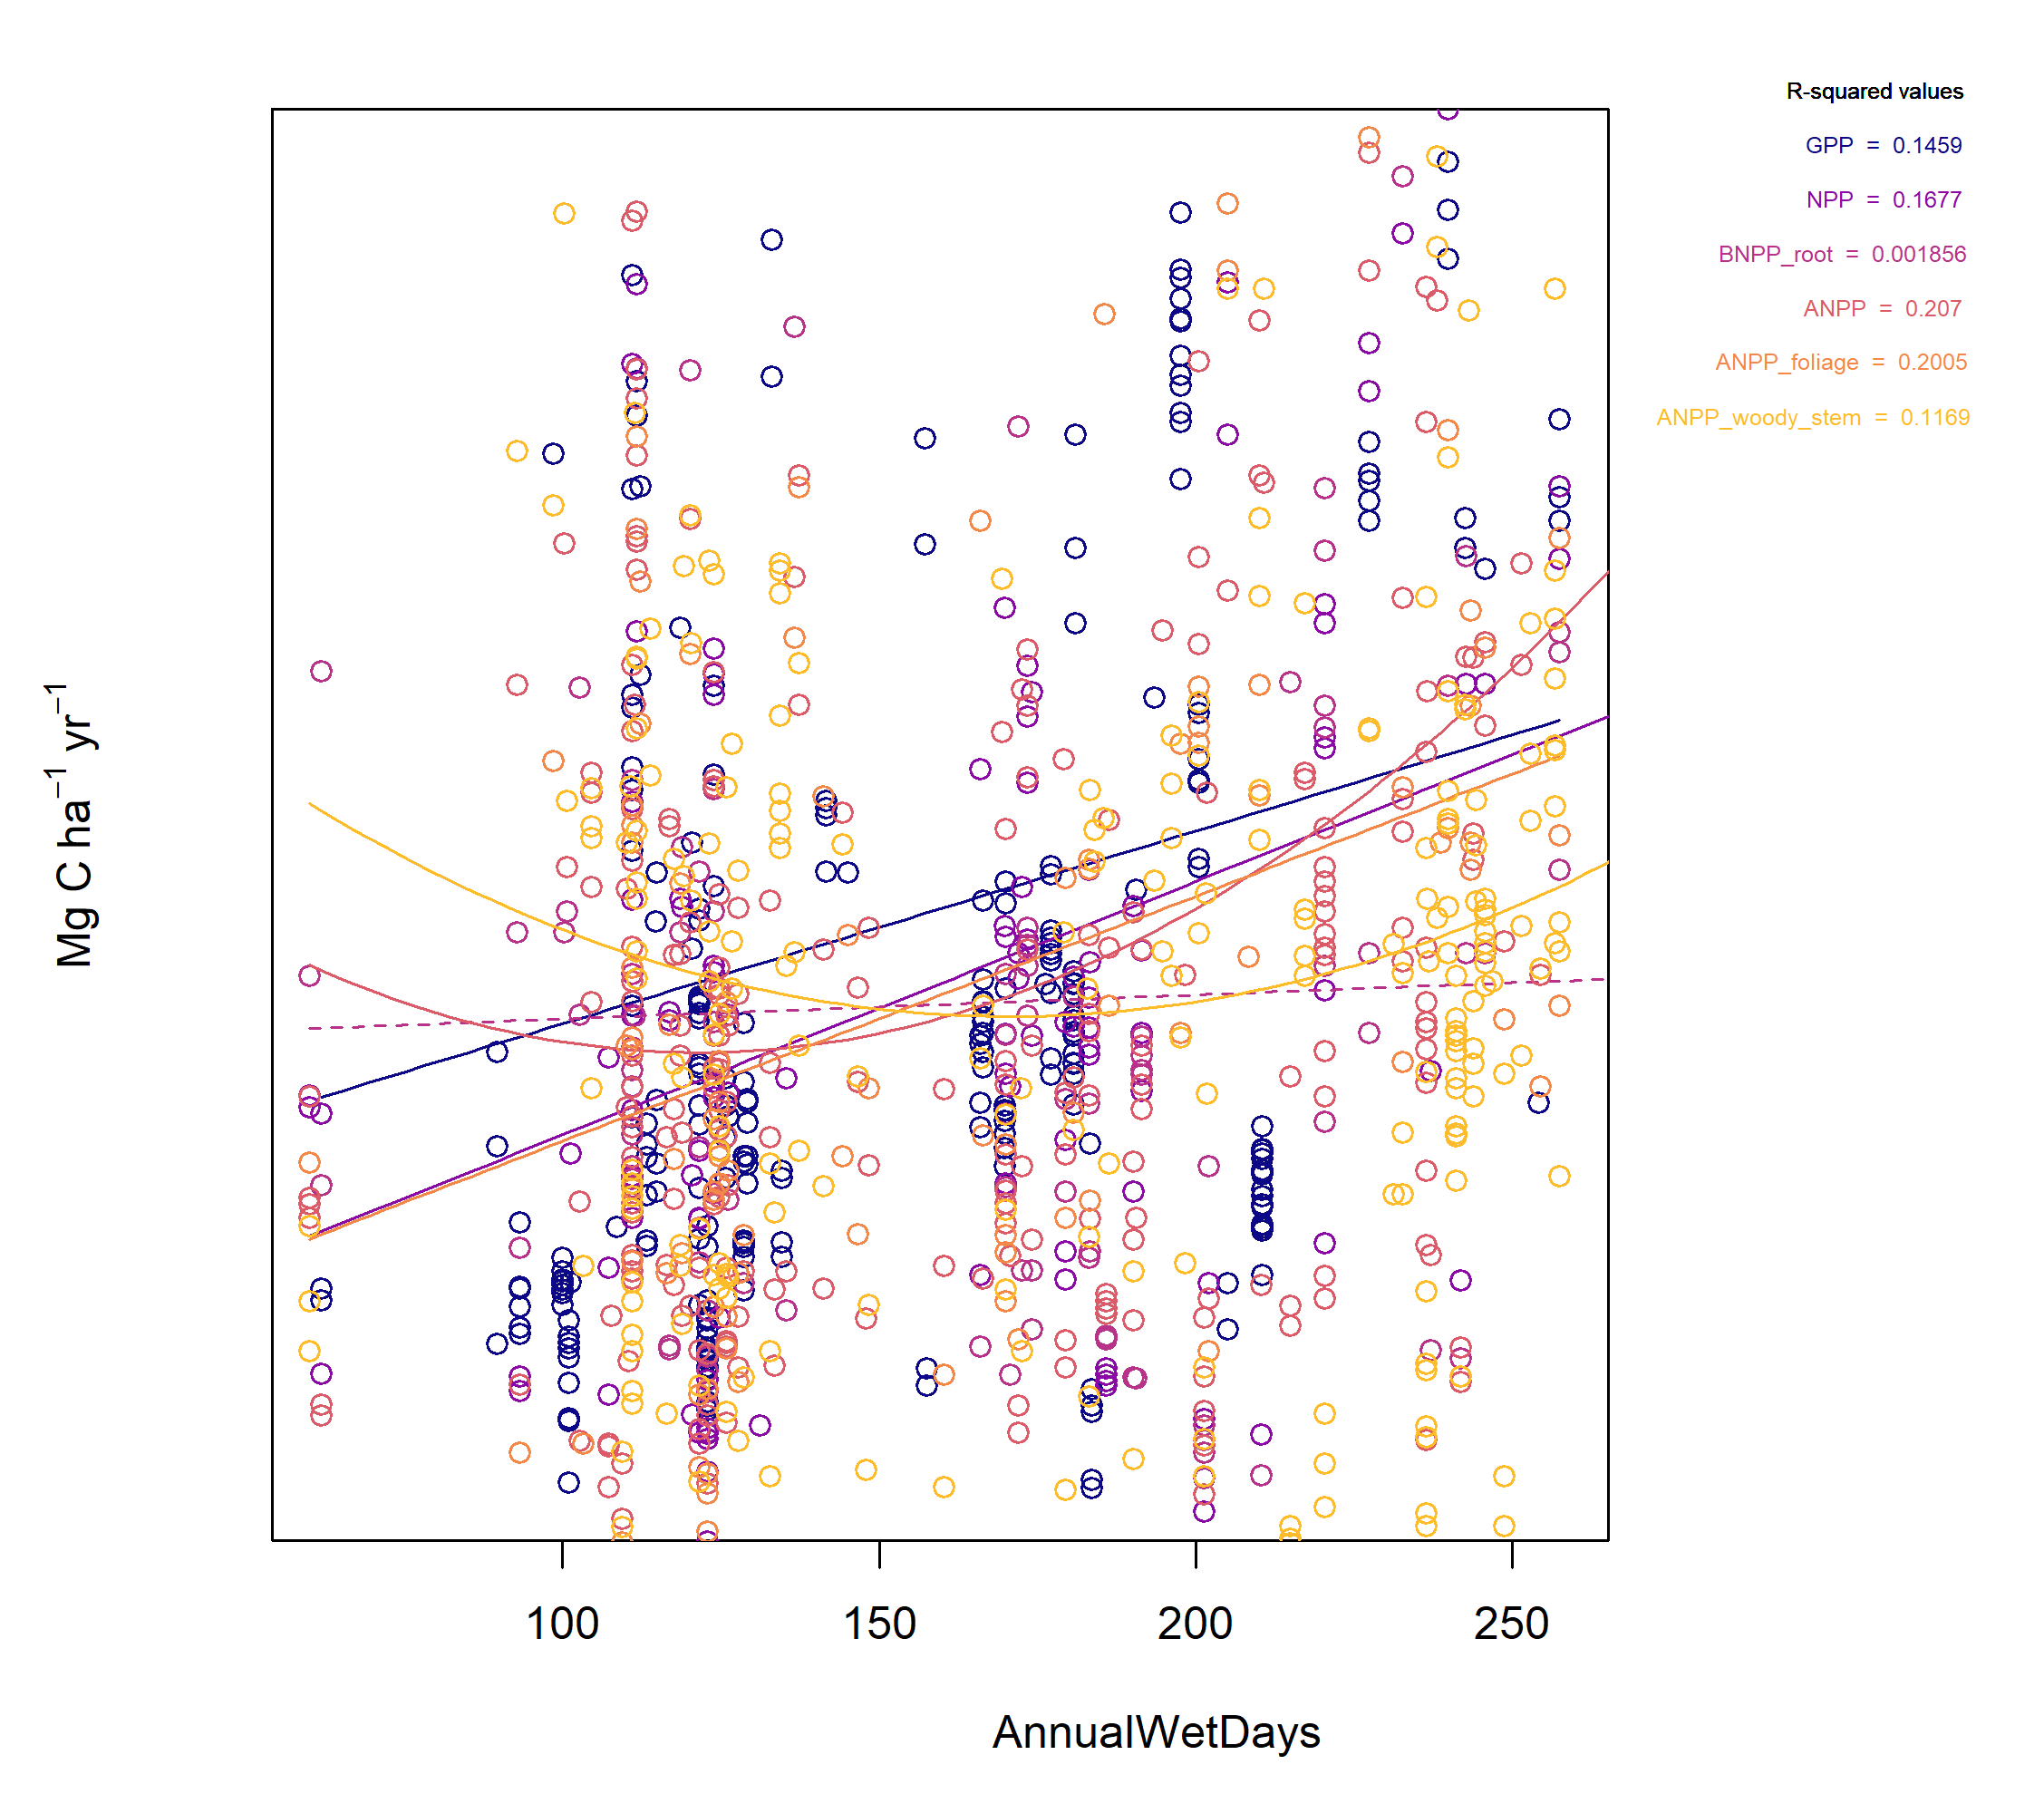 R-squared values
GPP = 0.1459
NPP = 0.1677
BNPP_root = 0.001856
ANPP = 0.207
ANPP_foliage = 0.2005
ANPP_woody_stem = 0.1169
Mg C ha⁻¹ yr⁻¹
100 150 200 250
AnnualWetDays